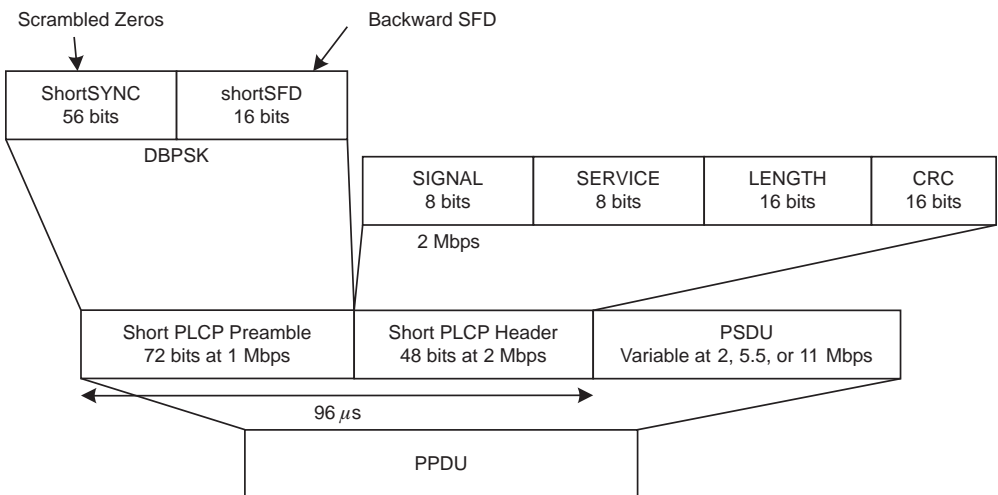 Scrambled Zeros
Backward SFD
ShortSYNC
56 bits
shortSFD
16 bits
DBPSK
SIGNAL
8 bits
SERVICE
8 bits
LENGTH
16 bits
CRC
16 bits
2 Mbps
Short PLCP Preamble
72 bits at 1 Mbps
Short PLCP Header
48 bits at 2 Mbps
PSDU
Variable at 2, 5.5, or 11 Mbps
96 μs
PPDU